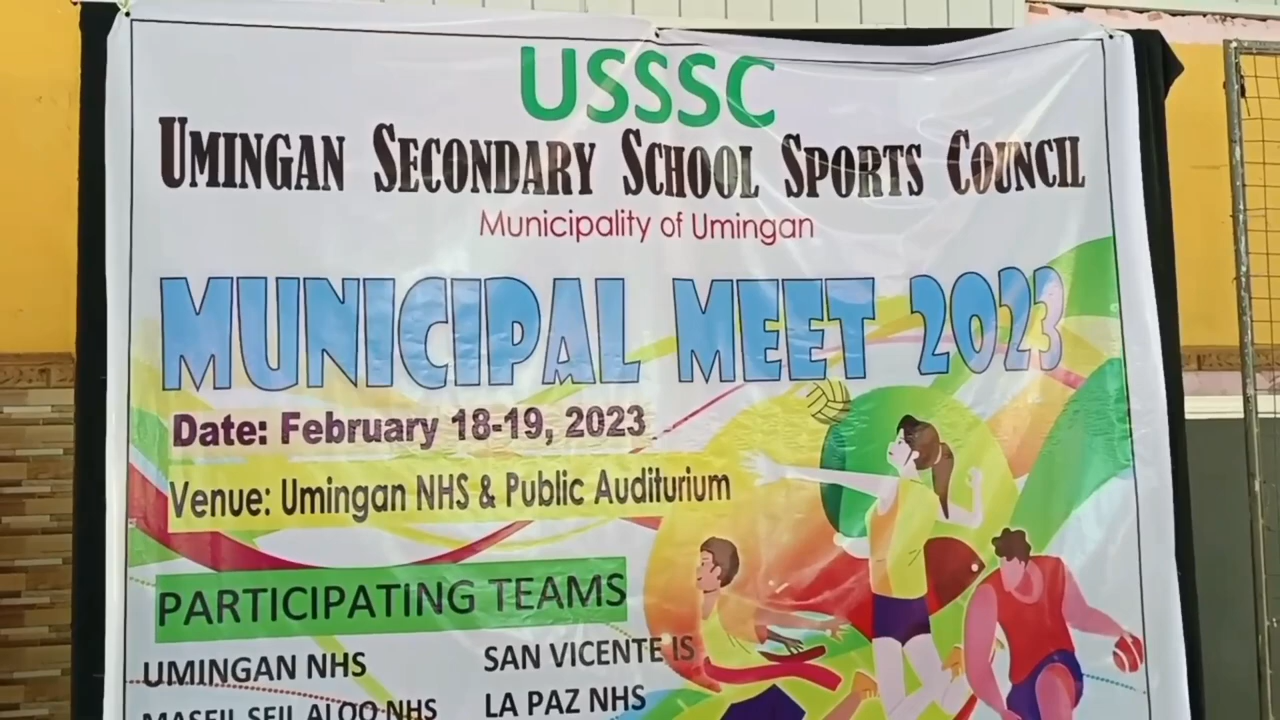 USSSC
UMINGAN SECONDARY SCHOOL SPORTS COUNCIL
Municipality of Umingan
MUNICIPAL MEET 2023
Date: February 18-19, 2023
Venue: Umingan NHS & Public Auditurium
PARTICIPATING TEAMS
UMINGAN NHS
SAN VICENTE IS
NHS
LA PAZ NHS